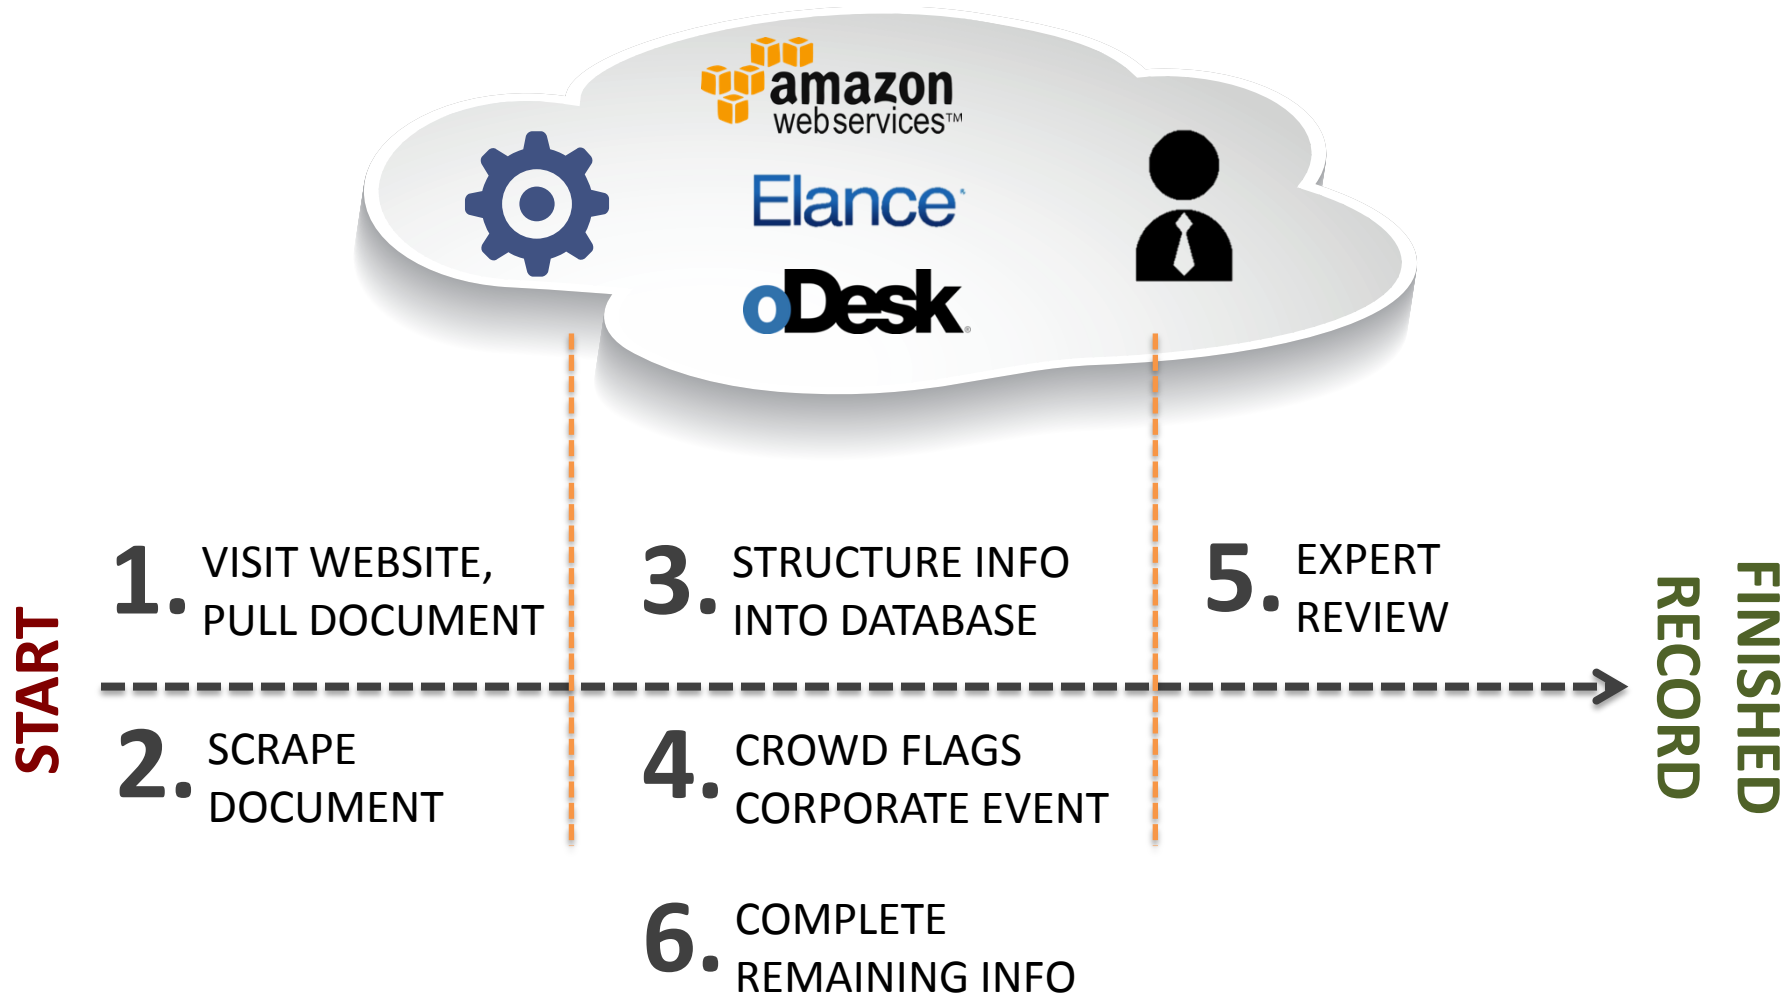 amazon
webservices™
Elance
oDesk®
START
1. VISIT WEBSITE,
PULL DOCUMENT
2. SCRAPE
DOCUMENT
3. STRUCTURE INFO
INTO DATABASE
4. CROWD FLAGS
CORPORATE EVENT
6. COMPLETE
REMAINING INFO
5. EXPERT
REVIEW
FINISHED
RECORD